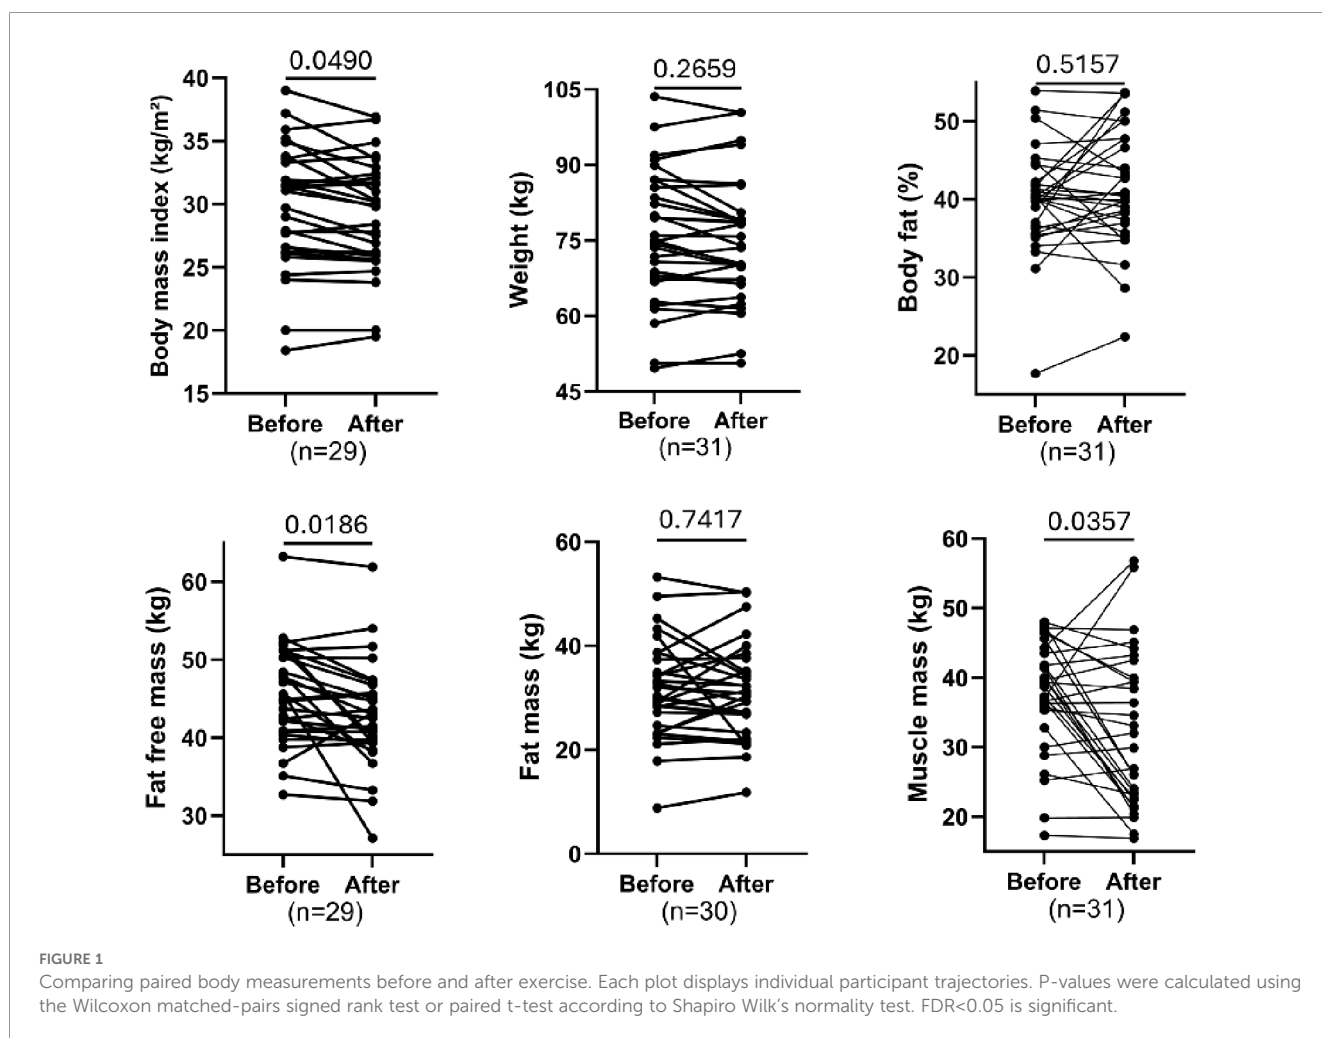 0.0490
Body mass index (kg/m²)
40
35
30
25
20
15
Before After
(n=29)
0.2659
Weight (kg)
105
90
75
60
45
Before After
(n=31)
0.5157
Body fat (%)
50
40
30
20
Before After
(n=31)
0.0186
Fat free mass (kg)
60
50
40
30
Before After
(n=29)
0.7417
Fat mass (kg)
60
40
20
0
Before After
(n=30)
0.0357
Muscle mass (kg)
60
50
40
30
20
Before After
(n=31)
FIGURE 1
Comparing paired body measurements before and after exercise. Each plot displays individual participant trajectories. P-values were calculated using
the Wilcoxon matched-pairs signed rank test or paired t-test according to Shapiro Wilk's normality test. FDR<0.05 is significant.